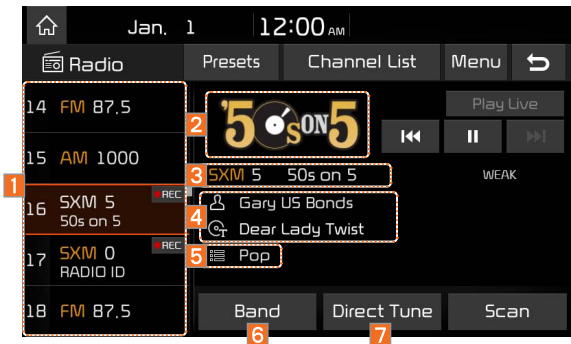 Jan. 1 12:00 AM
Radio Presets Channel List Menu
14 FM 87.5
15 AM 1000
1
16 SXM 5 REC
50s on 5
17 SXM 0 REC
RADIO ID
18 FM 87.5
2
'50s ON 5
Play Live
WEAK
3
SXM 5 50s on 5
4
Gary US Bonds
Dear Lady Twist
5
Pop
Band Direct Tune Scan
6 7